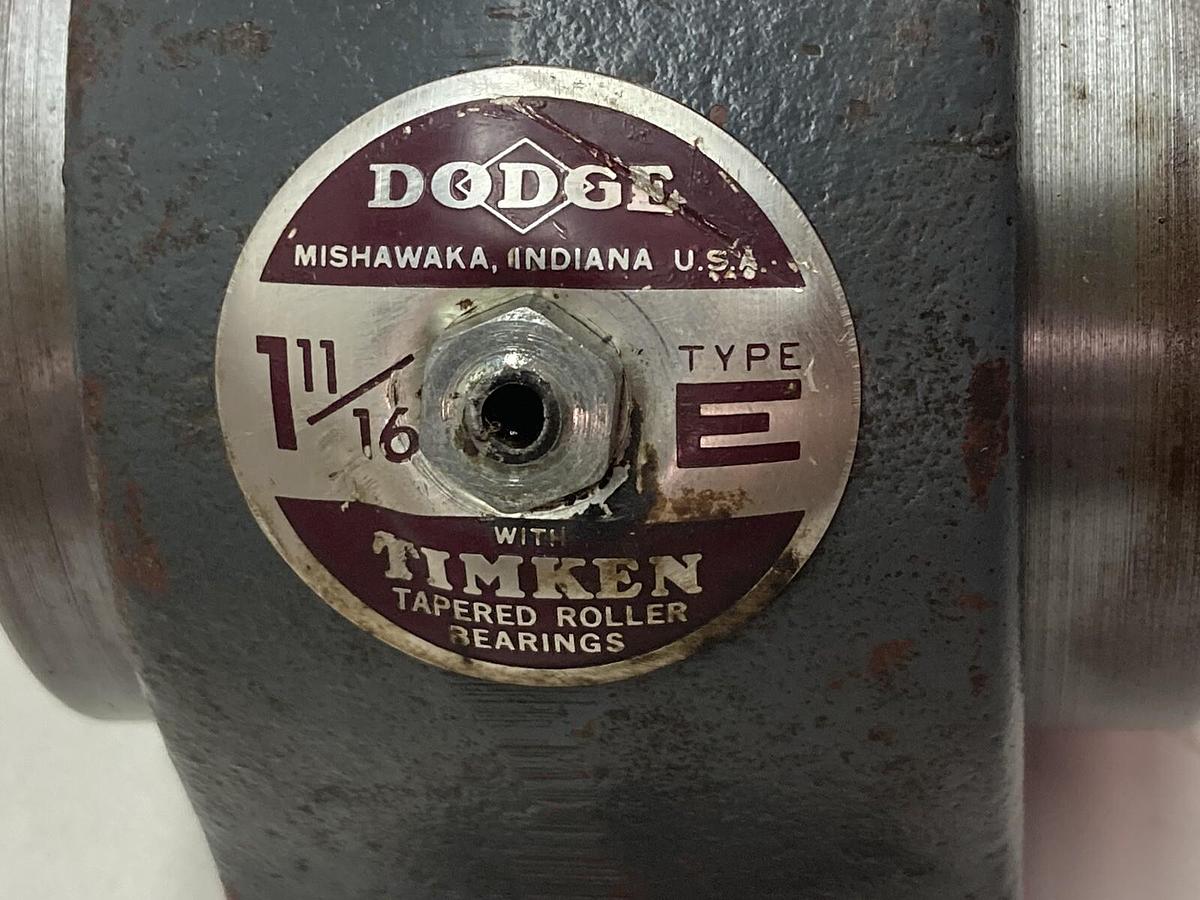 DODGE
MISHAWAKA, INDIANA U.S.A.
1 11/16
TYPE
E
WITH
TIMKEN
TAPERED ROLLER
BEARINGS